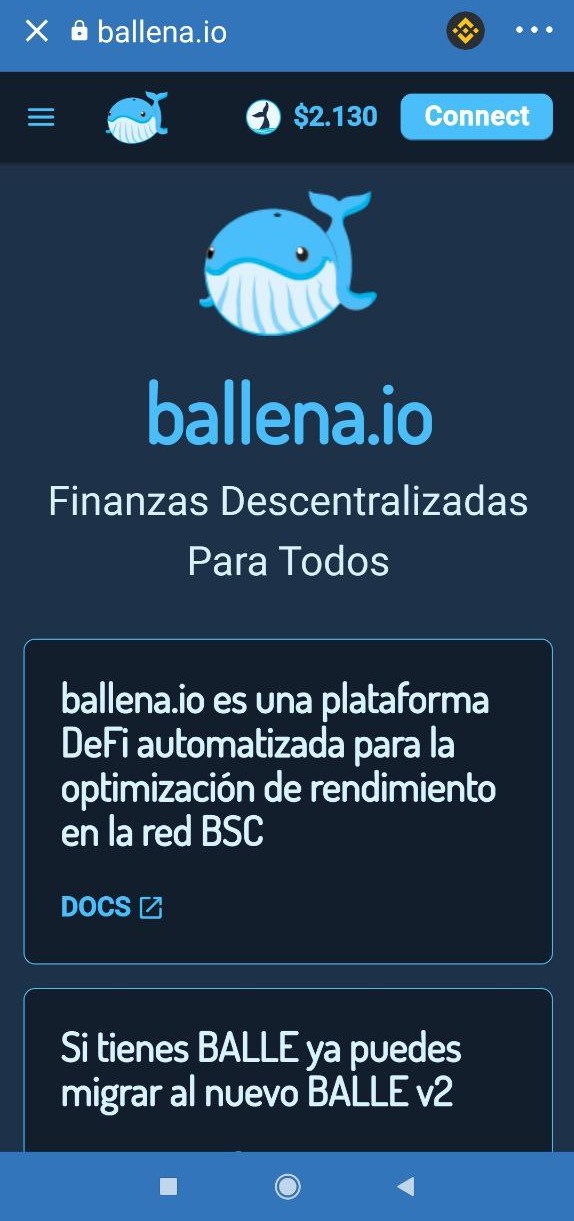 ballena.io
$2.130
Connect
ballena.io
Finanzas Descentralizadas
Para Todos
ballena.io es una plataforma
DeFi automatizada para la
optimización de rendimiento
en la red BSC
DOCS
Si tienes BALLE ya puedes
migrar al nuevo BALLE v2